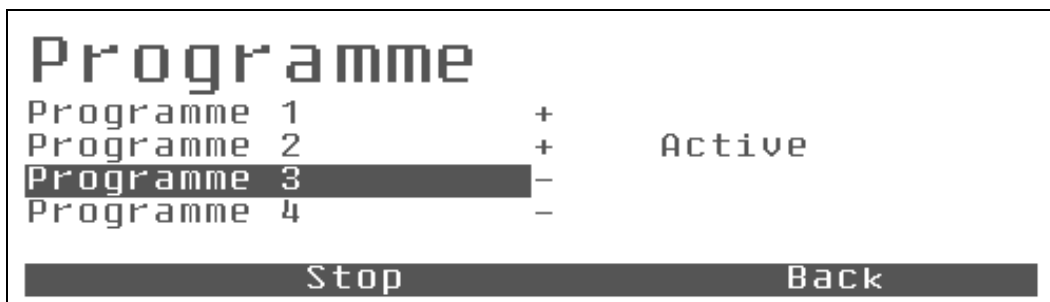 Programme
Programme 1 +
Programme 2 + Active
Programme 3 -
Programme 4 -
Stop Back